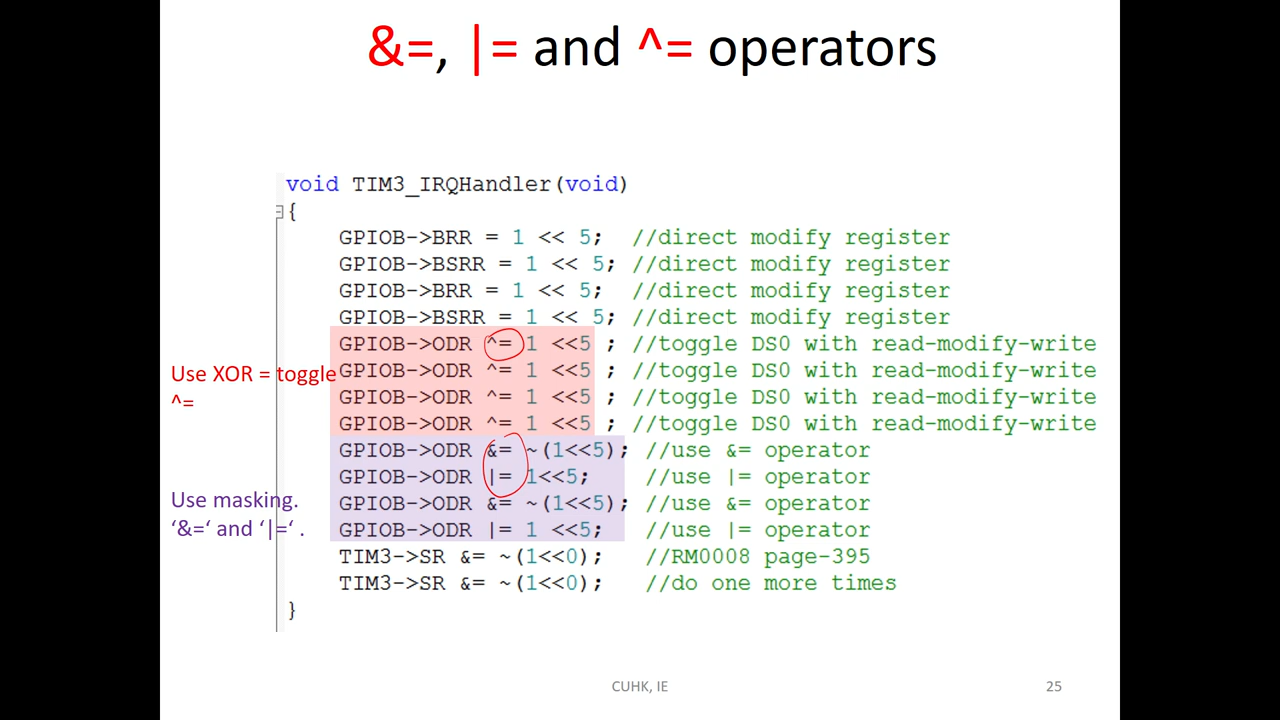 &=, |= and ^= operators
void TIM3_IRQHandler(void)
{
GPIOB->BRR = 1 << 5;  //direct modify register
GPIOB->BSRR = 1 << 5; //direct modify register
GPIOB->BRR = 1 << 5;  //direct modify register
GPIOB->BSRR = 1 << 5; //direct modify register
GPIOB->ODR ^= 1 <<5 ; //toggle DS0 with read-modify-write
Use XOR = toggle
^=
GPIOB->ODR ^= 1 <<5 ; //toggle DS0 with read-modify-write
GPIOB->ODR ^= 1 <<5 ; //toggle DS0 with read-modify-write
GPIOB->ODR ^= 1 <<5 ; //toggle DS0 with read-modify-write
GPIOB->ODR &= ~(1<<5); //use &= operator
GPIOB->ODR |= 1<<5;    //use |= operator
Use masking.
‘&=‘ and ‘|=‘ .
GPIOB->ODR &= ~(1<<5); //use &= operator
GPIOB->ODR |= 1 <<5;   //use |= operator
TIM3->SR &= ~(1<<0);   //RM0008 page-395
TIM3->SR &= ~(1<<0);   //do one more times
}
CUHK, IE
25